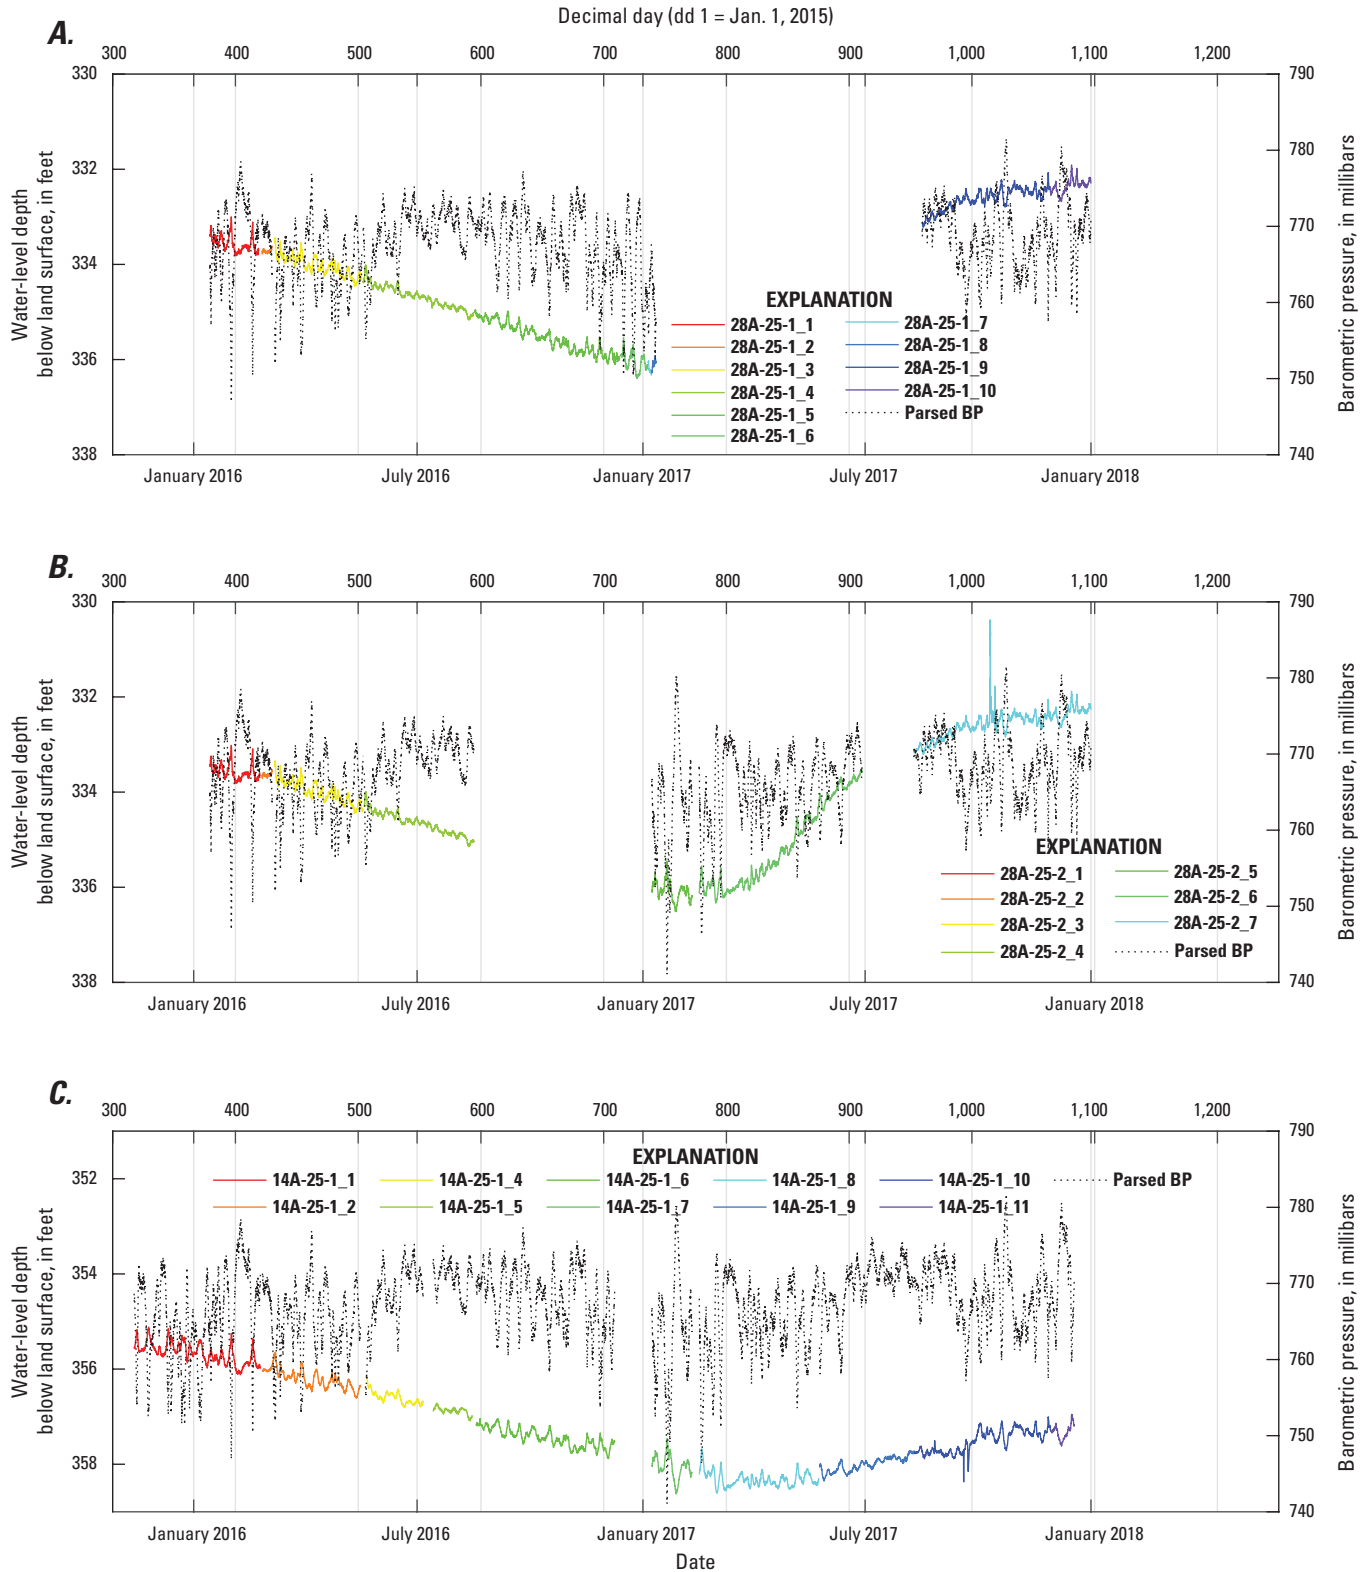 Decimal day (dd 1 = Jan. 1, 2015)
A.
300 400 500 600 700 800 900 1,000 1,100 1,200
330 332 334 336 338
Water-level depth
below land surface, in feet
790 780 770 760 750 740
Barometric pressure, in millibars
EXPLANATION
28A-25-1_1 28A-25-1_7
28A-25-1_2 28A-25-1_8
28A-25-1_3 28A-25-1_9
28A-25-1_4 28A-25-1_10
28A-25-1_5 Parsed BP
28A-25-1_6
January 2016 July 2016 January 2017 July 2017 January 2018
B.
300 400 500 600 700 800 900 1,000 1,100 1,200
330 332 334 336 338
Water-level depth
below land surface, in feet
790 780 770 760 750 740
Barometric pressure, in millibars
EXPLANATION
28A-25-2_1 28A-25-2_5
28A-25-2_2 28A-25-2_6
28A-25-2_3 28A-25-2_7
28A-25-2_4 Parsed BP
January 2016 July 2016 January 2017 July 2017 January 2018
C.
300 400 500 600 700 800 900 1,000 1,100 1,200
352 354 356 358
Water-level depth
below land surface, in feet
790 780 770 760 750 740
Barometric pressure, in millibars
EXPLANATION
14A-25-1_1 14A-25-1_4 14A-25-1_6 14A-25-1_8 14A-25-1_10 Parsed BP
14A-25-1_2 14A-25-1_5 14A-25-1_7 14A-25-1_9 14A-25-1_11
January 2016 July 2016 January 2017 July 2017 January 2018
Date